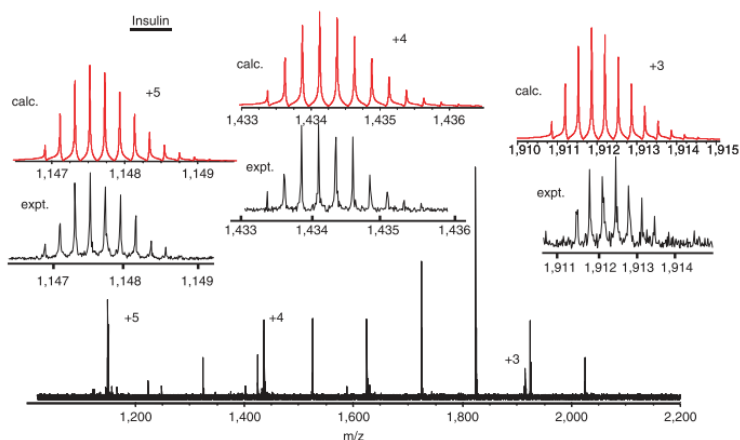 Insulin
+5
calc.
1,147 1,148 1,149
+4
calc.
1,433 1,434 1,435 1,436
+3
calc.
1,910 1,911 1,912 1,913 1,914 1,915
expt.
1,147 1,148 1,149
expt.
1,433 1,434 1,435 1,436
expt.
1,911 1,912 1,913 1,914
+5 +4 +3
1,200 1,400 1,600 1,800 2,000 2,200
m/z